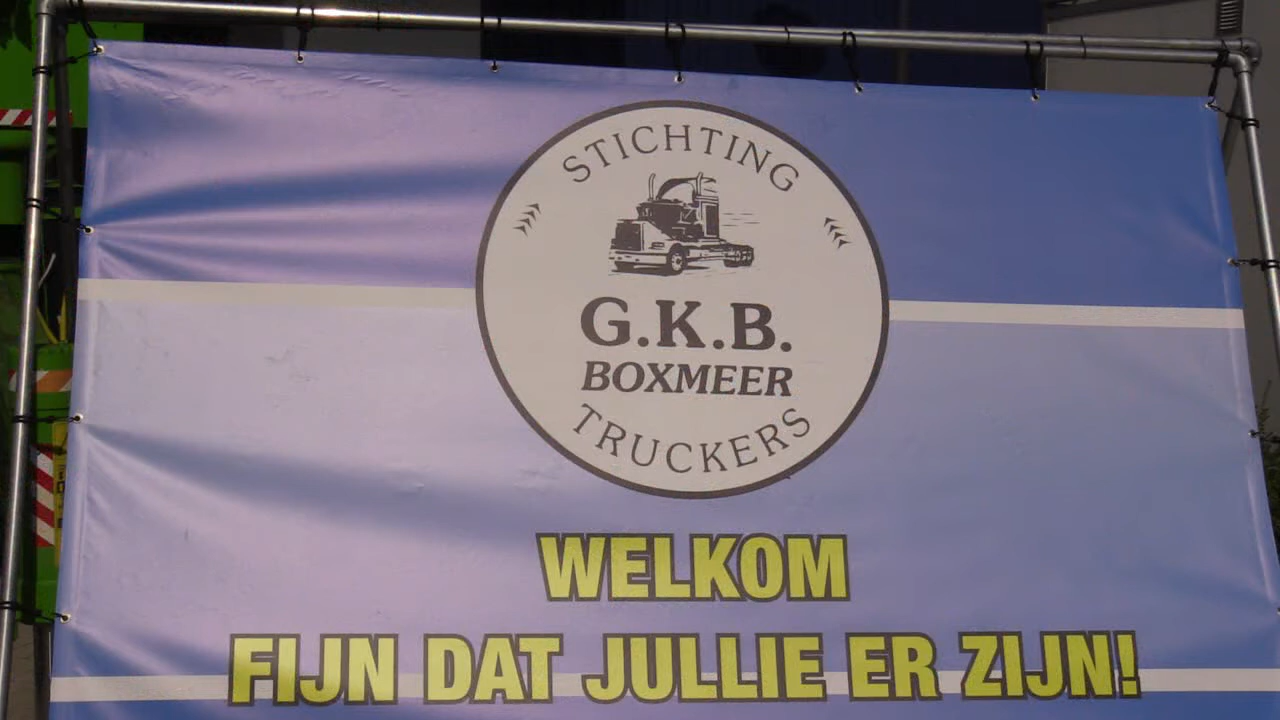 STICHTING
G.K.B.
BOXMEER
TRUCKERS
WELKOM
FIJN DAT JULLIE ER ZIJN!